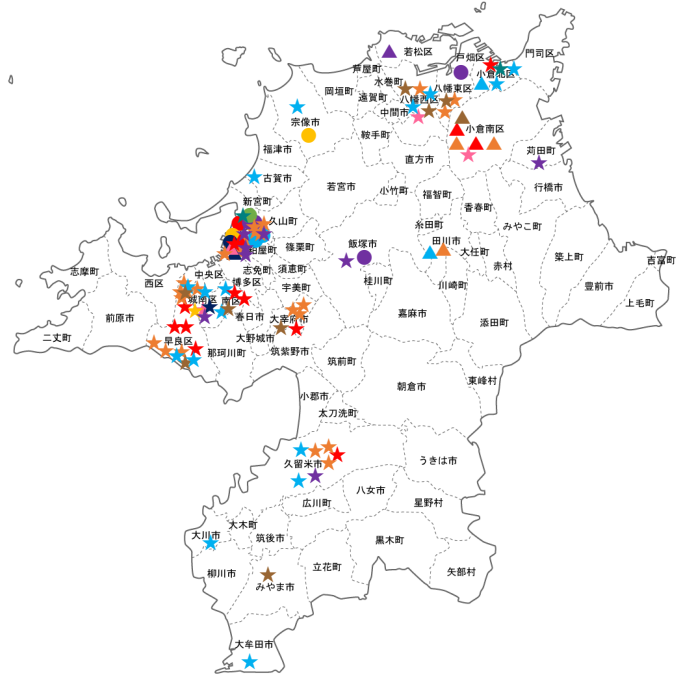 若松区
戸畑区
門司区
芦屋町
小倉北区
水巻町
岡垣町
遠賀町
八幡東区
八幡西区
中間市
宗像市
鞍手町
小倉南区
福津市
直方市
苅田町
古賀市
若宮市
小竹町
福智町
行橋市
新宮町
香春町
久山町
糸田町
みやこ町
粕屋町
篠栗町
飯塚市
田川市
大任町
築上町
吉富町
志摩町
志免町
須恵町
赤村
中央区
西区
博多区
宇美町
桂川町
川崎町
豊前市
城南区
南区
上毛町
前原市
春日市
大宰府市
嘉麻市
添田町
二丈町
早良区
大野城市
那珂川町
筑紫野市
筑前町
東峰村
朝倉市
小郡市
太刀洗町
久留米市
うきは市
八女市
広川町
星野村
大木町
大川市
筑後市
黒木町
柳川市
立花町
矢部村
みやま市
大牟田市